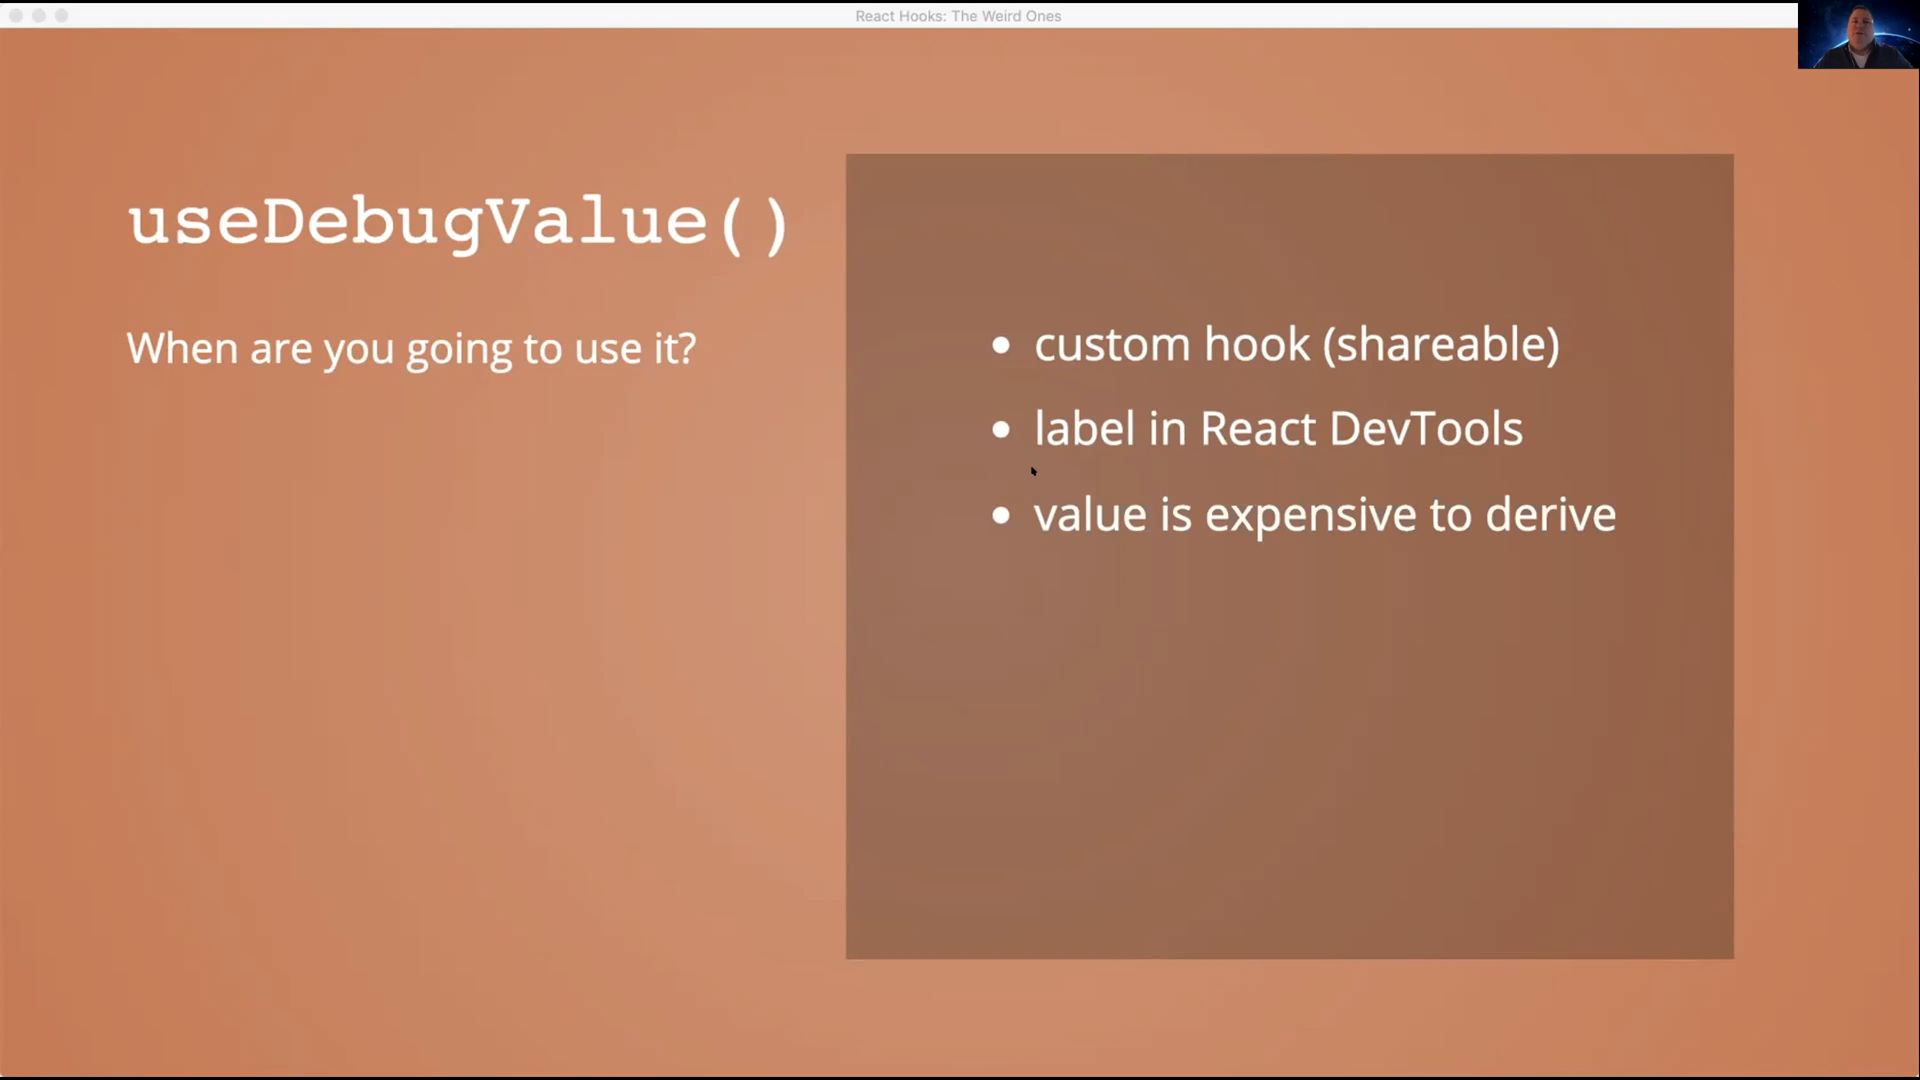 React Hooks: The Weird Ones
useDebugValue()
When are you going to use it?
• custom hook (shareable)
• label in React DevTools
• value is expensive to derive